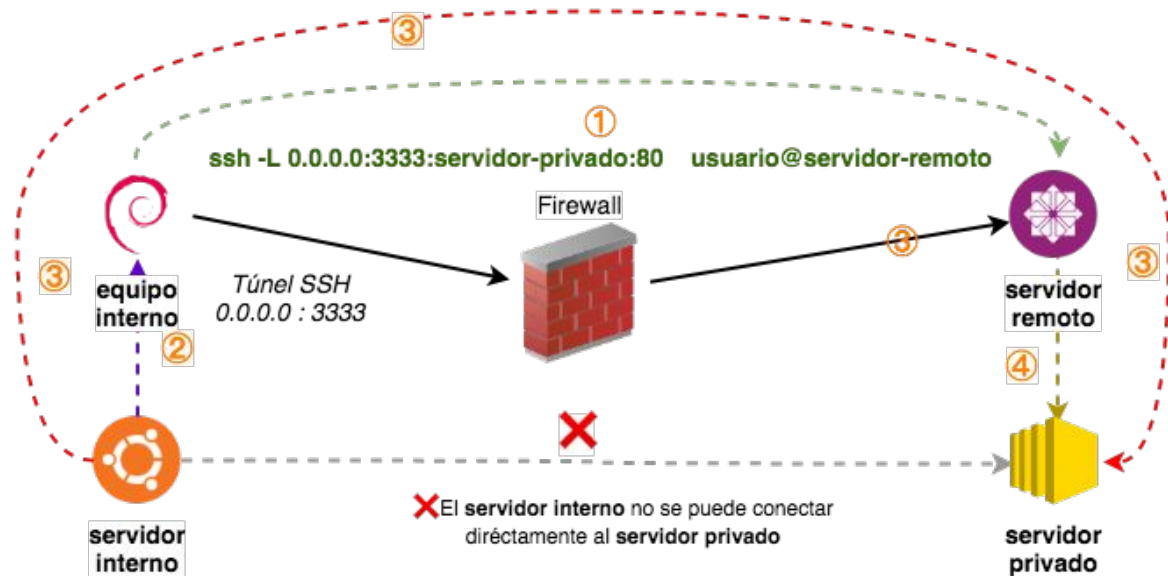 ③
①
ssh -L 0.0.0.0:3333:servidor-privado:80 usuario@servidor-remoto
Firewall
③
③
③
equipo
interno
Túnel SSH
0.0.0.0 : 3333
servidor
remoto
②
④
❌
❌El servidor interno no se puede conectar
diréctamente al servidor privado
servidor
interno
servidor
privado